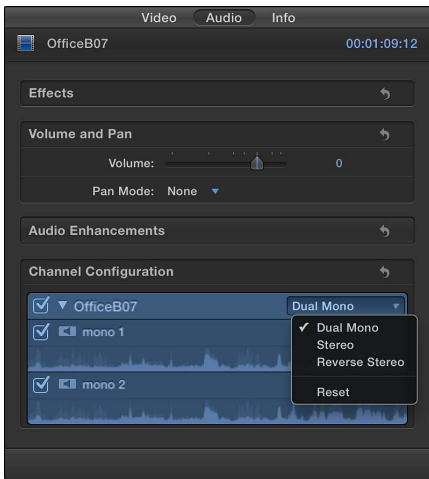 Video Audio Info
OfficeB07 00:01:09:12
Effects
Volume and Pan
Volume: 0
Pan Mode: None
Audio Enhancements
Channel Configuration
OfficeB07 Dual Mono
Dual Mono
mono 1
Stereo
Reverse Stereo
mono 2
Reset